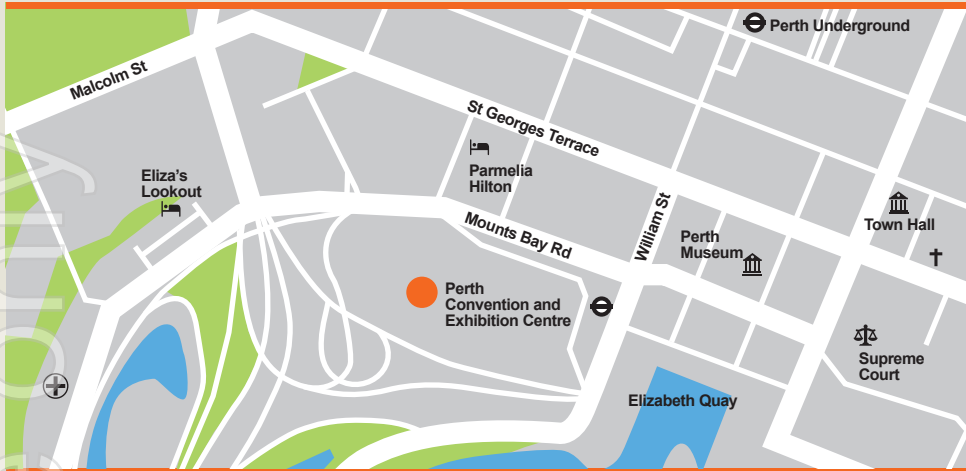 Perth Underground
Malcolm St
St Georges Terrace
Eliza's
Lookout
Parmelia
Hilton
William St
Town Hall
Mounts Bay Rd
Perth
Museum
Perth
Convention and
Exhibition Centre
Supreme
Court
Elizabeth Quay